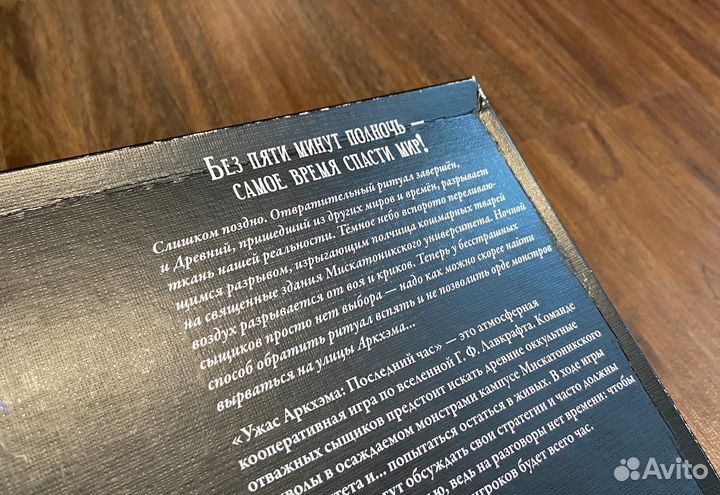 Без пяти минут полночь –
самое время спасти мир!
Слишком поздно. Отвратительный ритуал завершён,
и Древний, пришедший из других миров и времён, разрывает
ткань нашей реальности. Тёмное небо вспорото переливаю-
щимся разрывом, изрыгающим полчища кошмарных тварей
на священные здания Мискатоникского университета. Ночной
воздух разрывается от воя и криков. Теперь у бесстрашных
сыщиков просто нет выбора — надо как можно скорее найти
способ обратить ритуал вспять и не позволить орде монстров
вырваться на улицы Аркхэма...
«Ужас Аркхэма: Последний час» — это атмосферная
кооперативная игра по вселенной Г. Ф. Лавкрафта. Команде
отважных сыщиков предстоит искать древние оккультные
волы в осаждаемом монстрами кампусе Мискатоникского
тета и... попытаться остаться в живых. В ходе игры
гут обсуждать свои стратегии и часто должны
ю, ведь на разговоры нет времени: чтобы
игроков будет всего час.
Avito